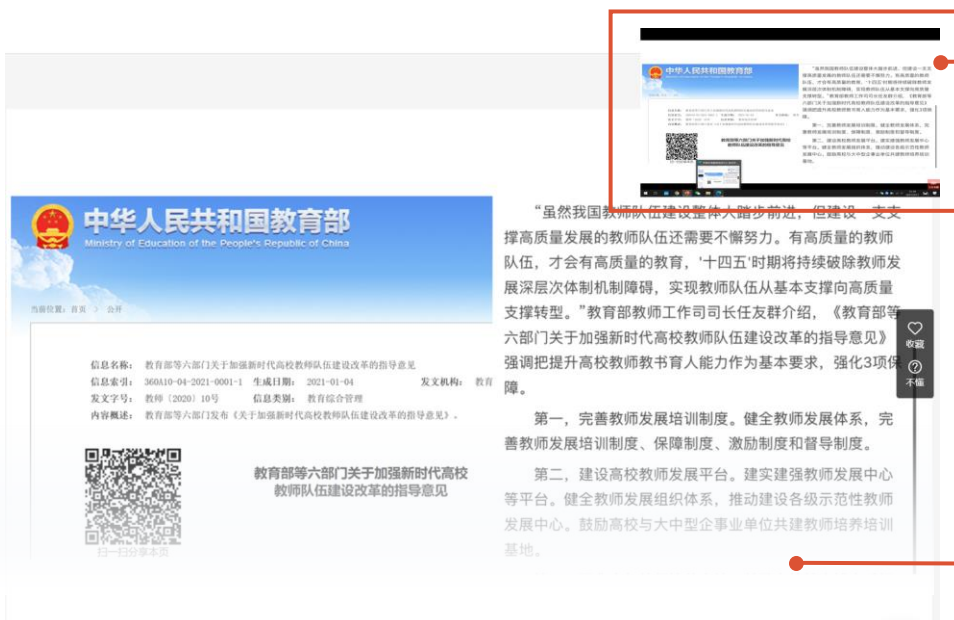 中华人民共和国教育部
Ministry of Education of the People's Republic of China
当前位置：首页 > 公开
信息名称： 教育部等六部门关于加强新时代高校教师队伍建设改革的指导意见
信息索引： 360A10-04-2021-0001-1 生成日期： 2021-01-04 发文机构： 教育
发文字号： 教师〔2020〕10号 信息类别： 教育综合管理
内容概述： 教育部等六部门发布《关于加强新时代高校教师队伍建设改革的指导意见》。
教育部等六部门关于加强新时代高校
教师队伍建设改革的指导意见
扫一扫分享本页
“虽然我国教师队伍建设整体大踏步前进，但建设一支支
撑高质量发展的教师队伍还需要不懈努力。有高质量的教师
队伍，才会有高质量的教育，'十四五'时期将持续破除教师发
展深层次体制机制障碍，实现教师队伍从基本支撑向高质量
支撑转型。”教育部教师工作司司长任友群介绍，《教育部等
六部门关于加强新时代高校教师队伍建设改革的指导意见》
强调把提升高校教师教书育人能力作为基本要求，强化3项保
障。
第一，完善教师发展培训制度。健全教师发展体系，完
善教师发展培训制度、保障制度、激励制度和督导制度。
第二，建设高校教师发展平台。建实建强教师发展中心
等平台。健全教师发展组织体系，推动建设各级示范性教师
发展中心。鼓励高校与大中型企事业单位共建教师培养培训
基地。
收藏
不懂